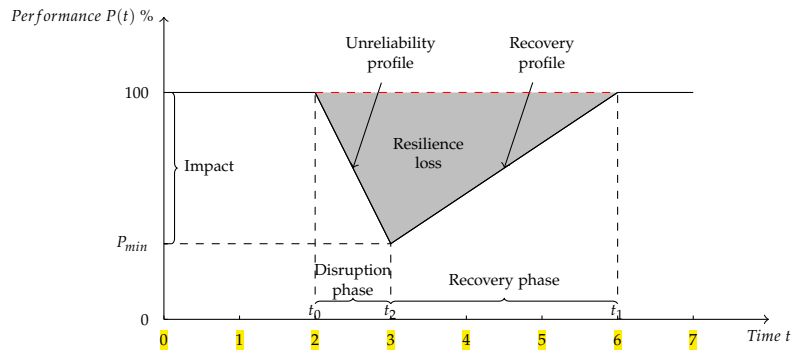 Performance P(t) %
Unreliability
profile
Recovery
profile
100
Resilience
loss
Impact
P_min
Disruption
phase
Recovery phase
t_0
t_2
t_1
0
0 1 2 3 4 5 6 7
Time t